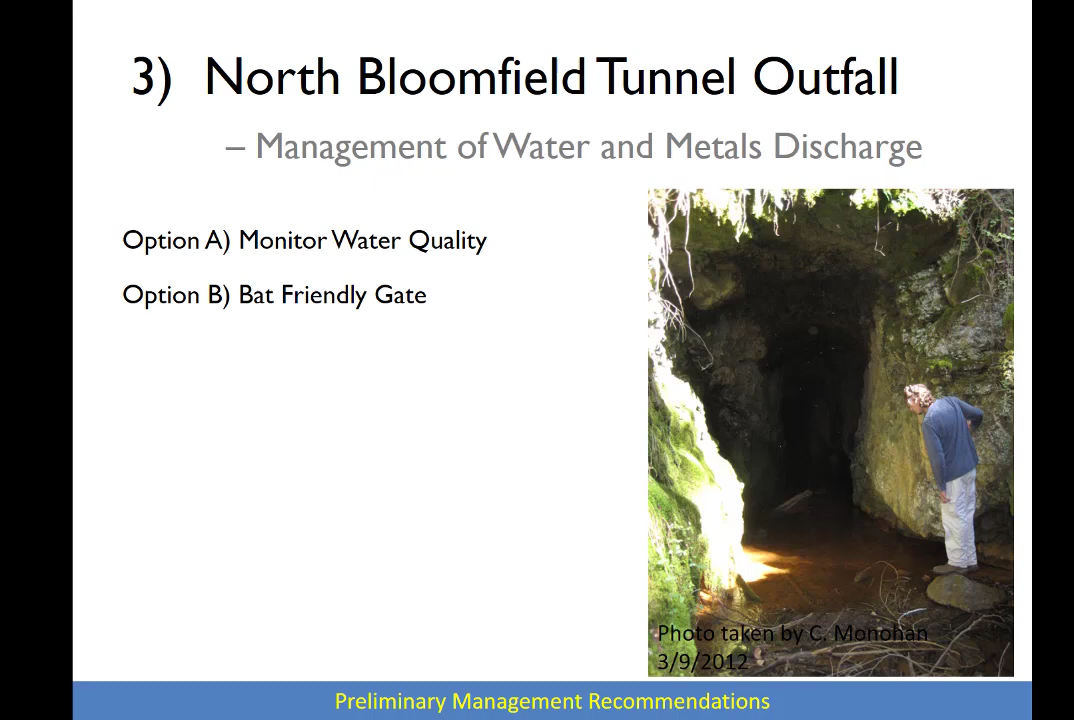 3) North Bloomfield Tunnel Outfall
– Management of Water and Metals Discharge
Option A) Monitor Water Quality
Option B) Bat Friendly Gate
Photo taken by C. Monohan
3/9/2012
Preliminary Management Recommendations